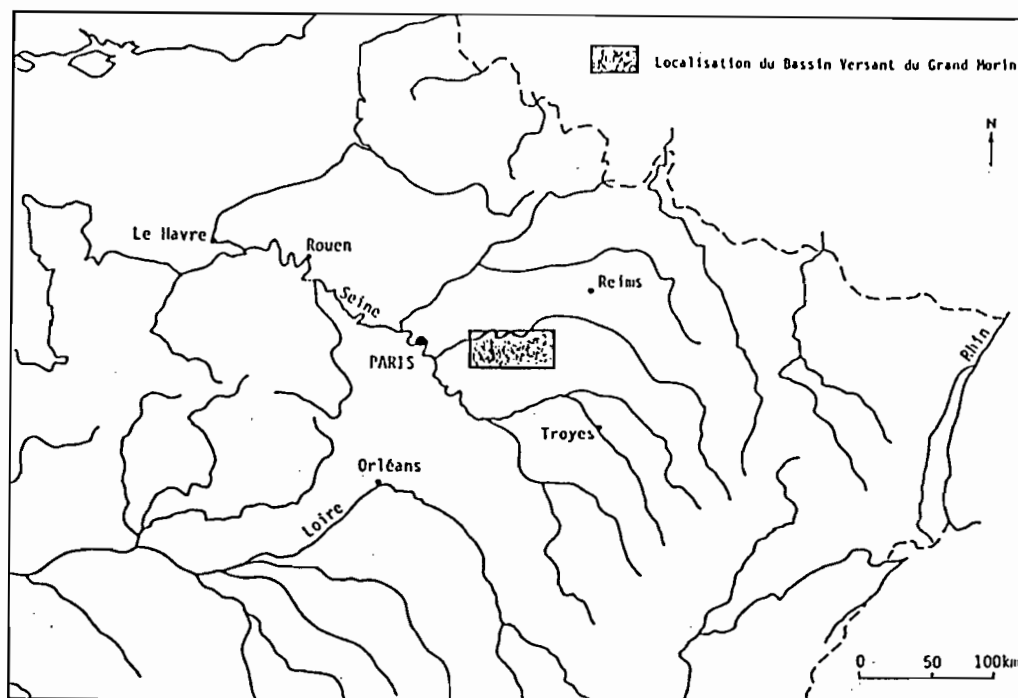 Localisation du Bassin Versant du Grand Morin
N
Le Havre
Rouen
Seine
Reims
PARIS
Rhin
Troyes
Orléans
Loire
0 50 100km